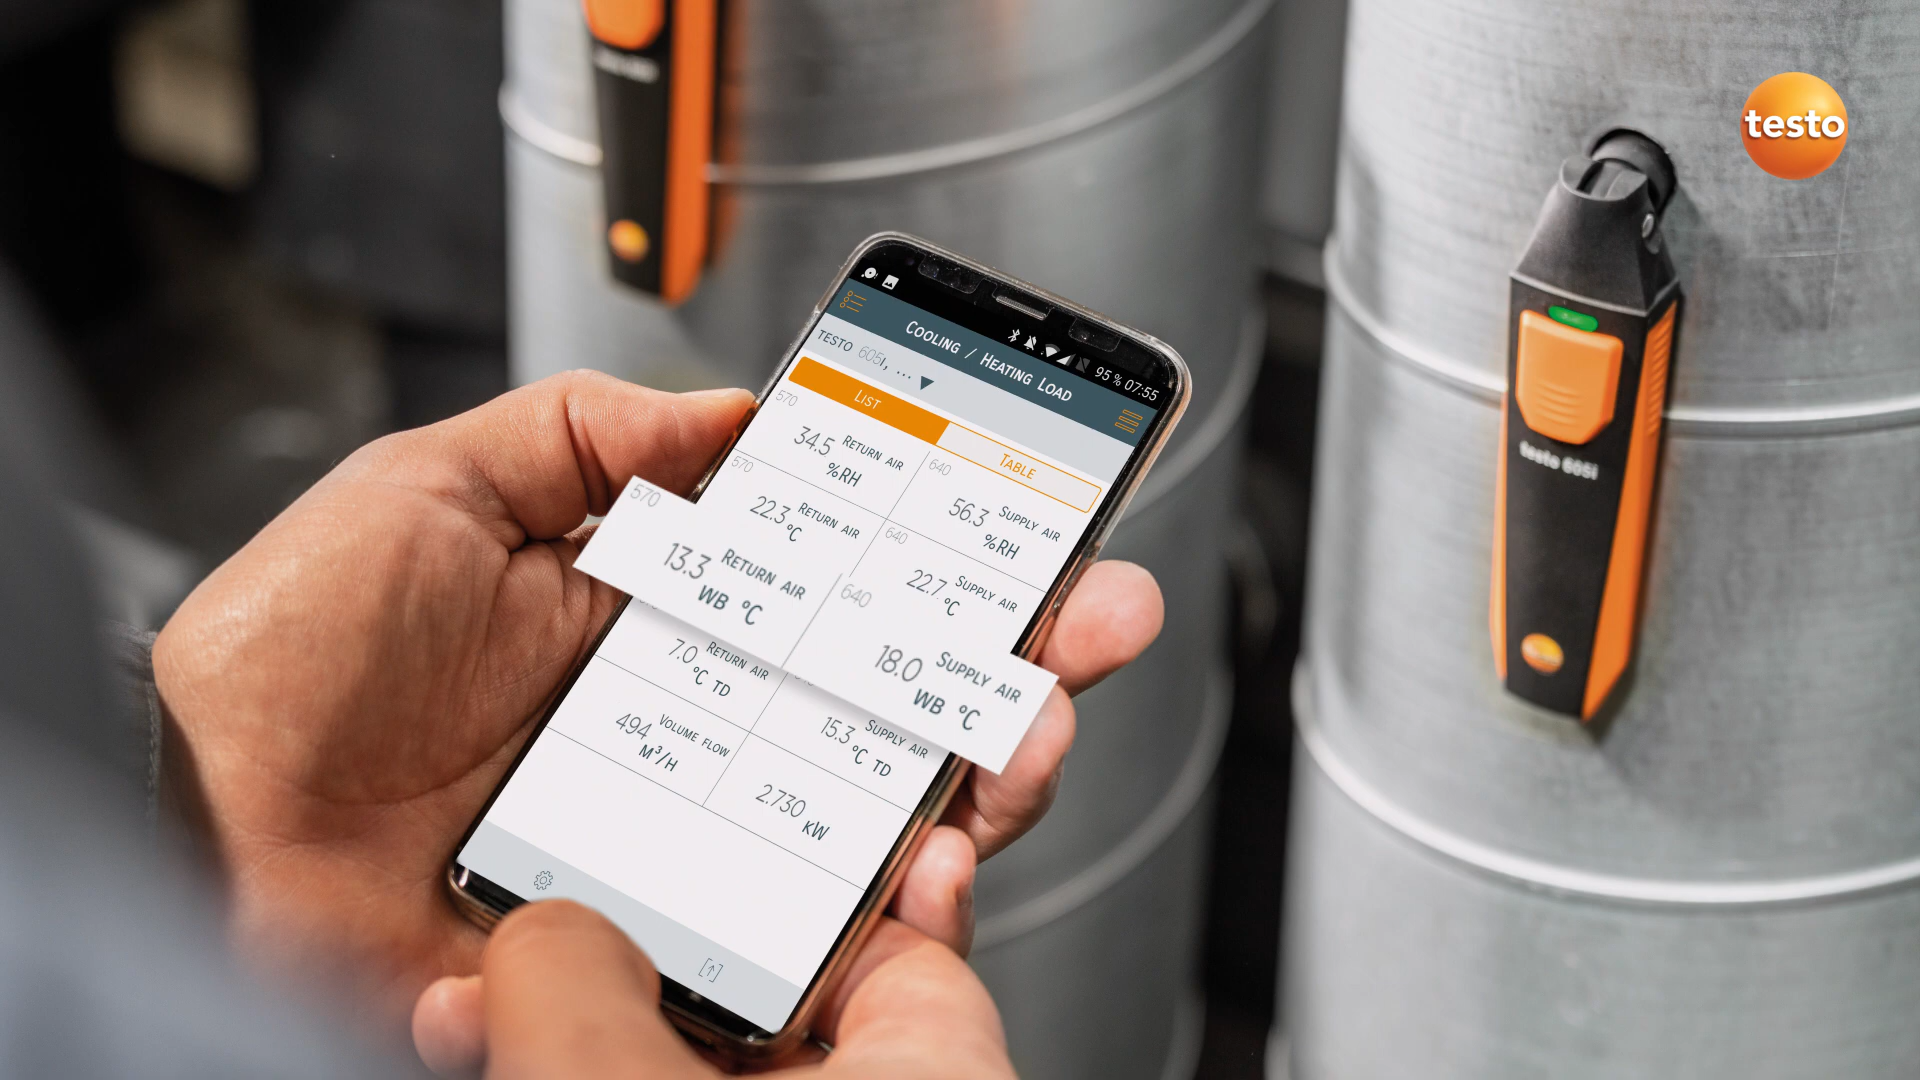 testo
95 % 07:55
COOLING / HEATING LOAD
TESTO 605i, ...
LIST
TABLE
570
34.5 RETURN AIR
%RH
640
56.3 SUPPLY AIR
%RH
570
22.3 RETURN AIR
°C
640
22.7 SUPPLY AIR
°C
570
13.3 RETURN AIR
WB °C
640
18.0 SUPPLY AIR
WB °C
7.0 RETURN AIR
°C TD
15.3 SUPPLY AIR
°C TD
494 VOLUME FLOW
M³/H
2.730
KW
testo 605i